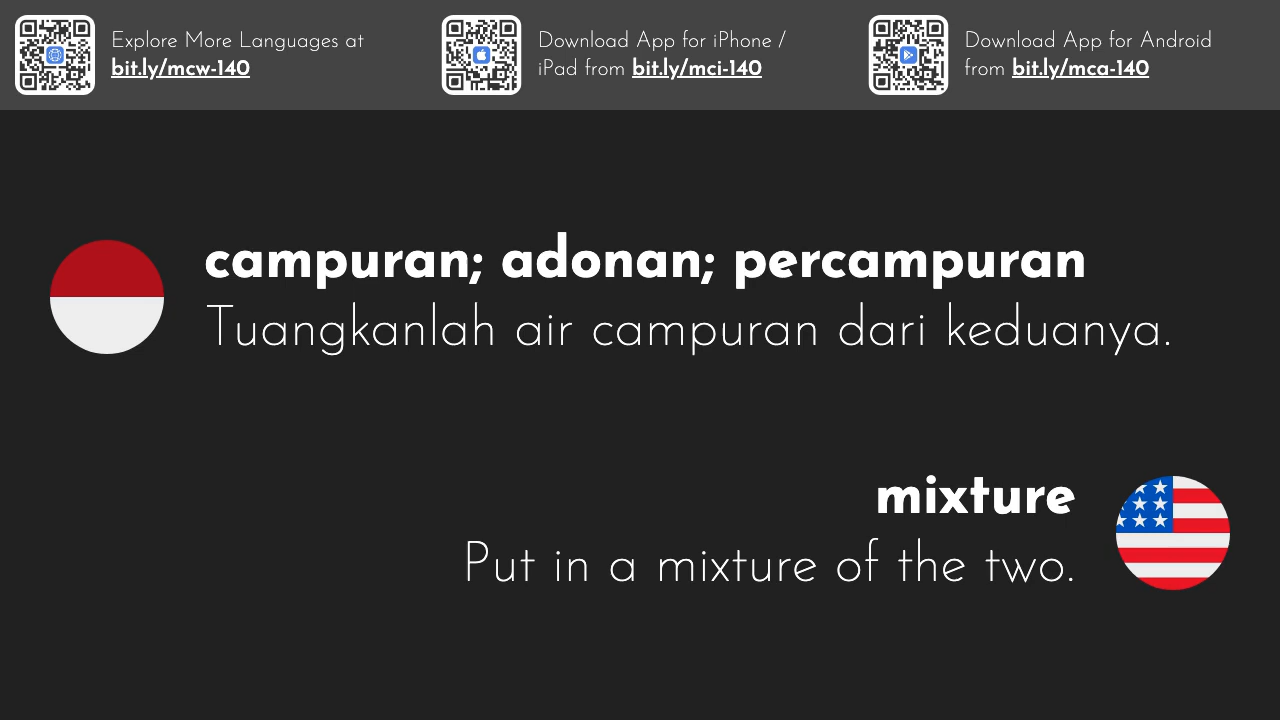 Explore More Languages at
bit.ly/mcw-140
Download App for iPhone /
iPad from bit.ly/mci-140
Download App for Android
from bit.ly/mca-140
campuran; adonan; percampuran
Tuangkanlah air campuran dari keduanya.
mixture
Put in a mixture of the two.